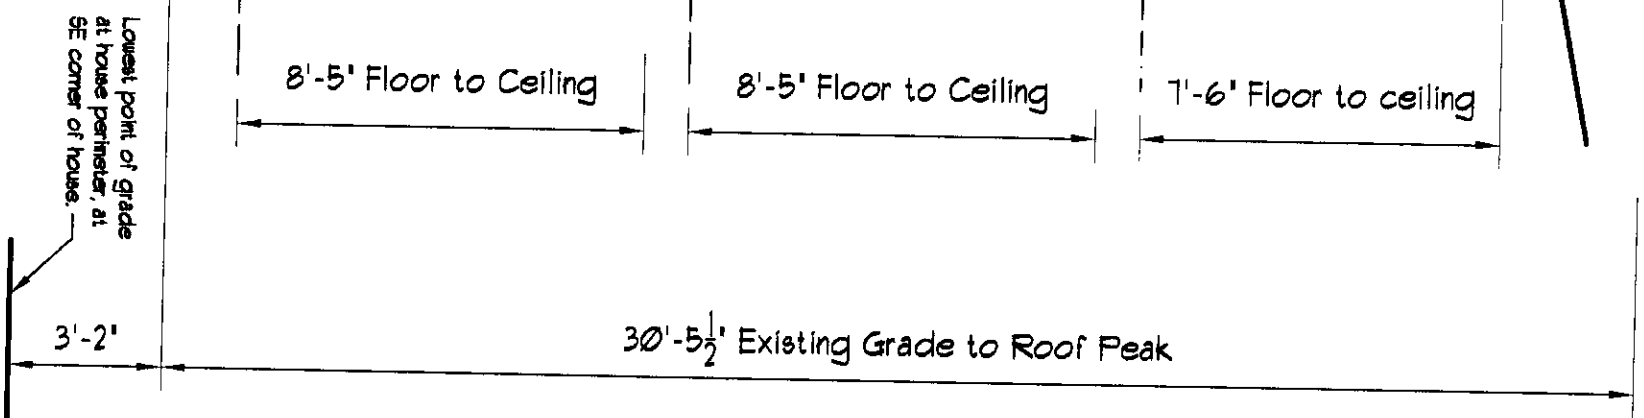 Lowest point of grade
at house perimeter, at
SE corner of house.
8'-5" Floor to Ceiling
8'-5" Floor to Ceiling
7'-6" Floor to ceiling
3'-2"
30'-5½" Existing Grade to Roof Peak